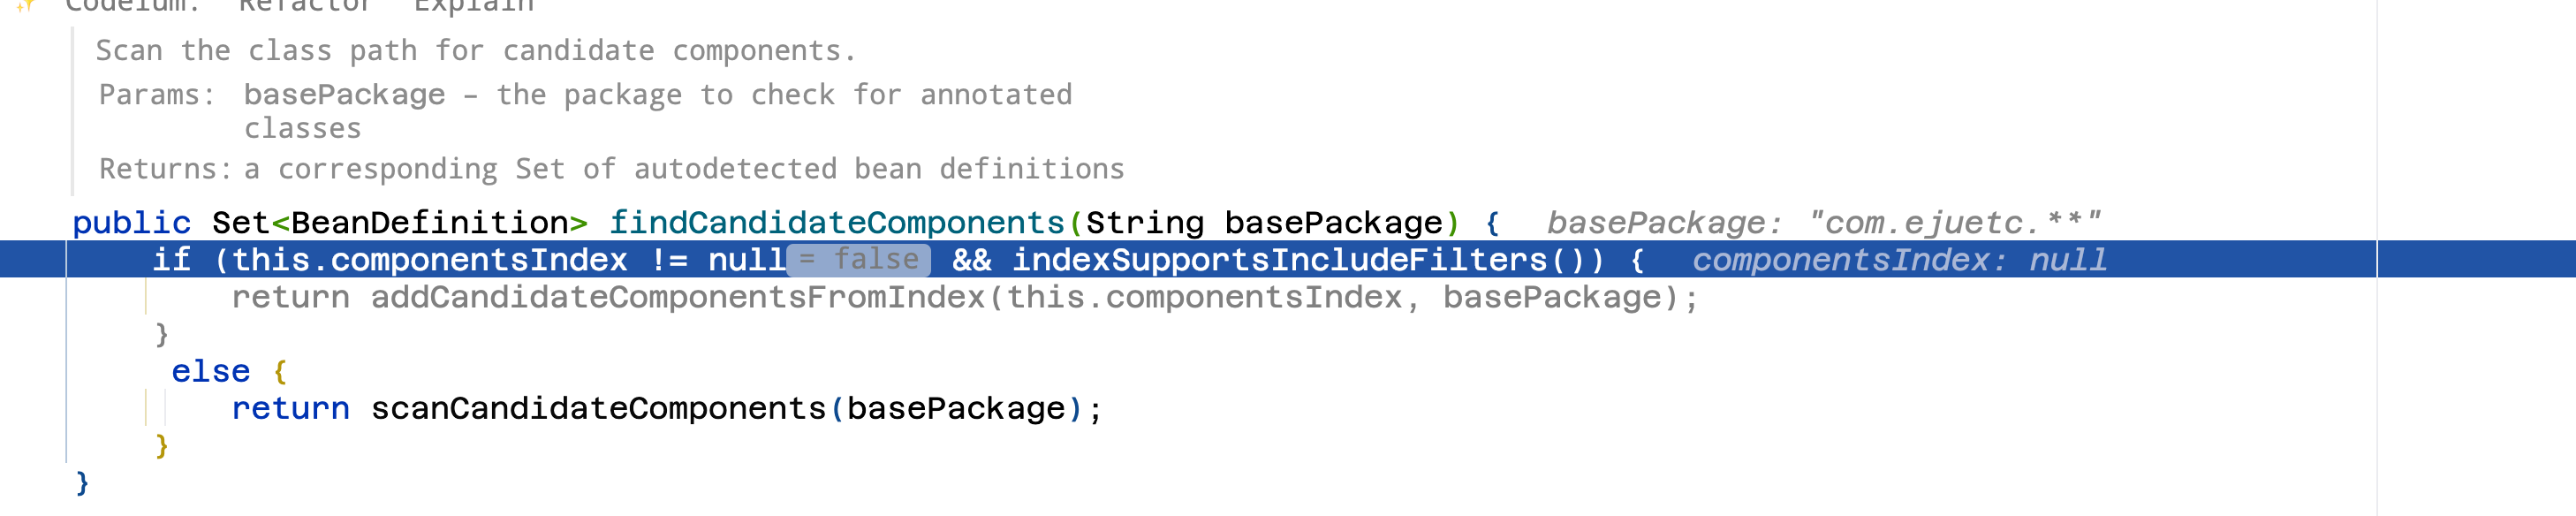 Codeium: Refactor Explain
Scan the class path for candidate components.
Params: basePackage – the package to check for annotated
classes
Returns: a corresponding Set of autodetected bean definitions
public Set<BeanDefinition> findCandidateComponents(String basePackage) { basePackage: "com.ejuetc.**"
if (this.componentsIndex != null = false && indexSupportsIncludeFilters()) { componentsIndex: null
return addCandidateComponentsFromIndex(this.componentsIndex, basePackage);
}
else {
return scanCandidateComponents(basePackage);
}
}